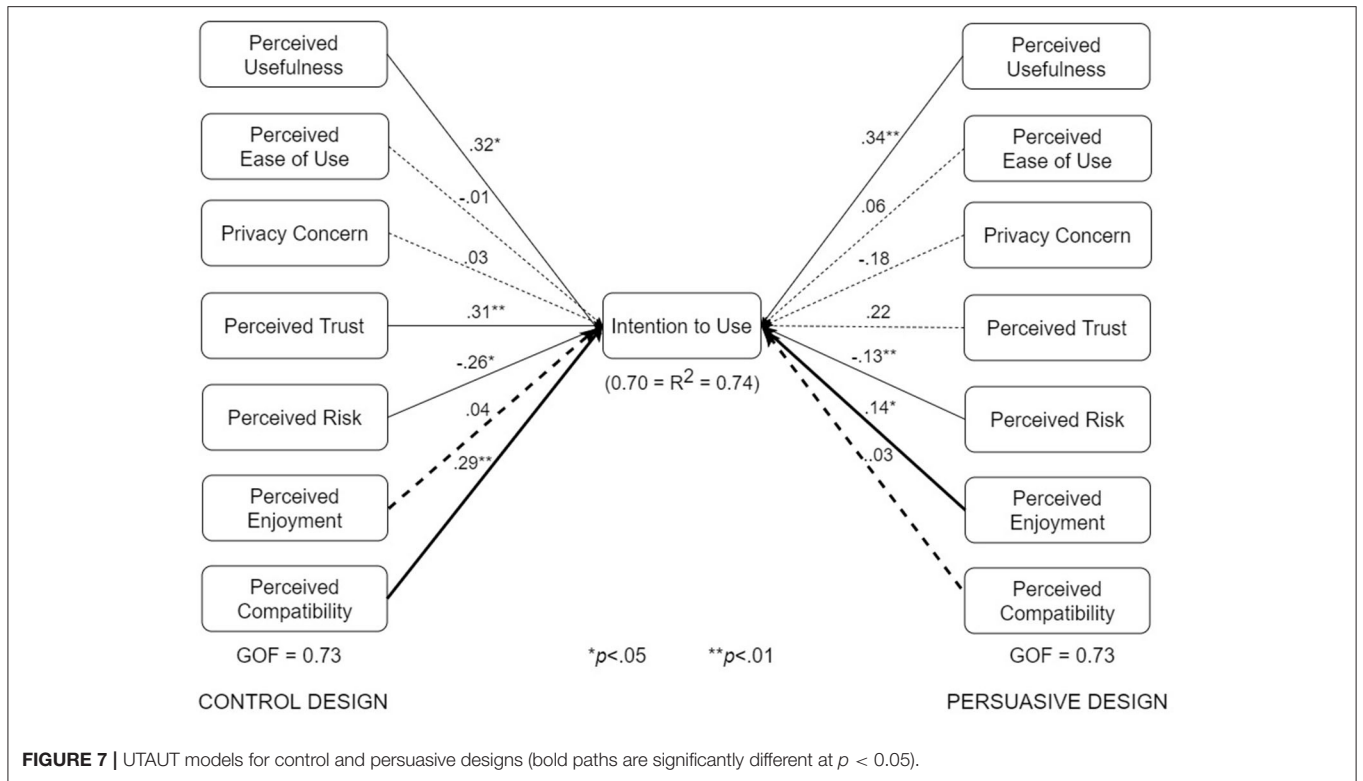 Perceived
Usefulness
Perceived
Ease of Use
Privacy Concern
Perceived Trust
Perceived Risk
Perceived
Enjoyment
Perceived
Compatibility
GOF = 0.73
CONTROL DESIGN
.32*
-.01
.03
.31**
-.26*
.04
.29**
Intention to Use
(0.70 = R² = 0.74)
*p<.05 **p<.01
.34**
.06
-.18
.22
-.13**
.14*
..03
Perceived
Usefulness
Perceived
Ease of Use
Privacy Concern
Perceived Trust
Perceived Risk
Perceived
Enjoyment
Perceived
Compatibility
GOF = 0.73
PERSUASIVE DESIGN
FIGURE 7 | UTAUT models for control and persuasive designs (bold paths are significantly different at p < 0.05).